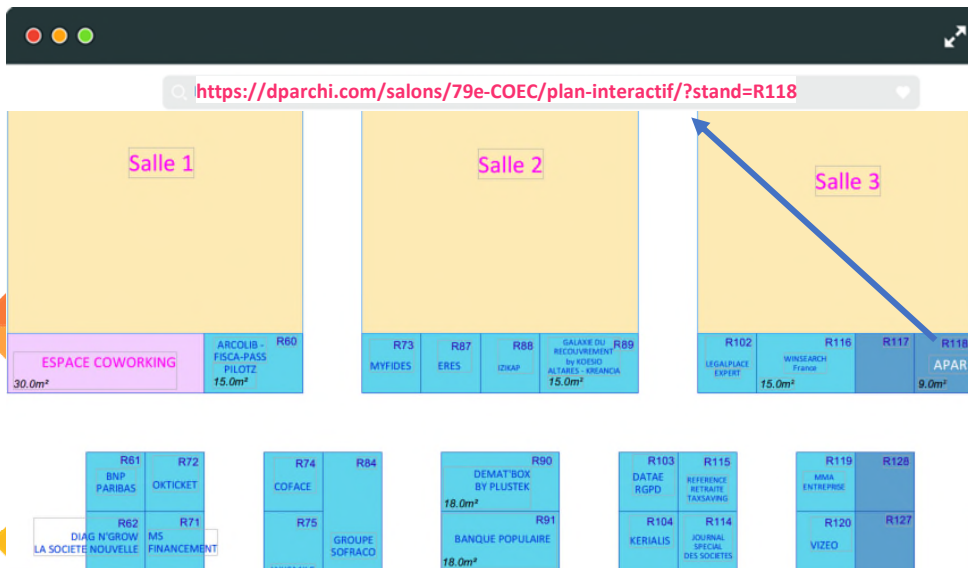 https://dparchi.com/salons/79e-COEC/plan-interactif/?stand=R118
Salle 1
Salle 2
Salle 3
ESPACE COWORKING
30.0m²
ARCOLIB -
FISCA-PASS
PILOTZ
R60
15.0m²
R73
MYFIDES
R87
ERES
R88
IZIKAP
GALAXIE DU
RECOUVREMENT
by KOESIO
ALTARES - KREANCIA
R89
15.0m²
R102
LEGALPLACE
EXPERT
R116
WINSEARCH
France
15.0m²
R117
R118
APAR
9.0m²
R61
BNP
PARIBAS
R72
OKTICKET
R74
COFACE
R84
R90
DEMAT'BOX
BY PLUSTEK
18.0m²
R103
DATAE
RGPD
R115
REFERENCE
RETRAITE
TAXSAVING
R119
MMA
ENTREPRISE
R128
R62
DIAG N'GROW
LA SOCIETE NOUVELLE
R71
MS
FINANCEMENT
R75
GROUPE
SOFRACO
R91
BANQUE POPULAIRE
18.0m²
R104
KERIALIS
R114
JOURNAL
SPECIAL
DES SOCIETES
R120
VIZEO
R127